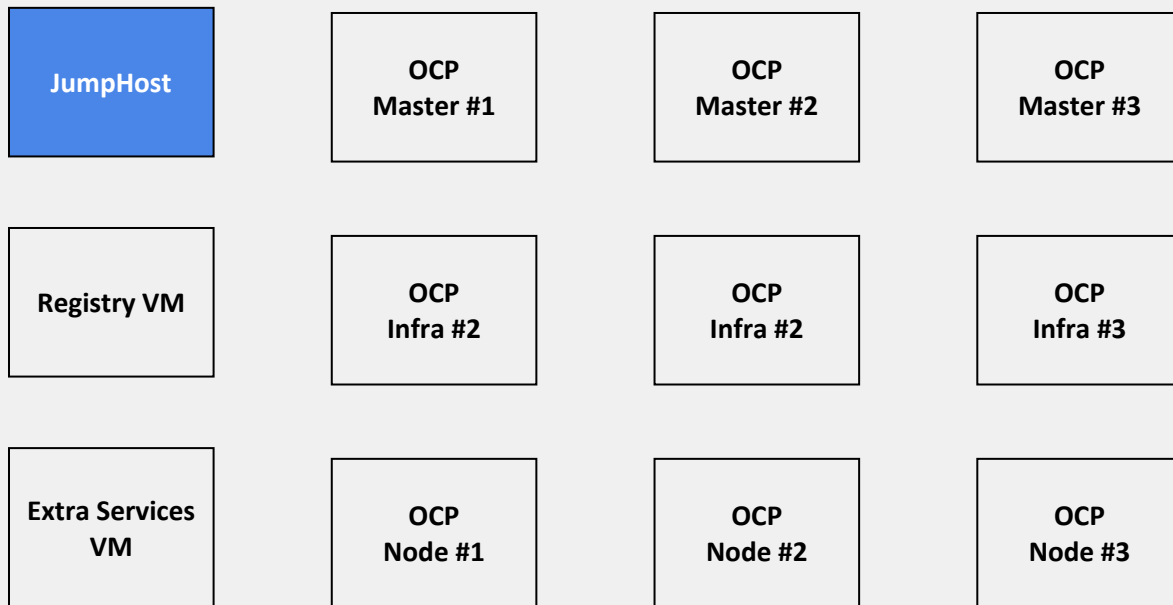 JumpHost
OCP
Master #1
OCP
Master #2
OCP
Master #3
Registry VM
OCP
Infra #2
OCP
Infra #2
OCP
Infra #3
Extra Services
VM
OCP
Node #1
OCP
Node #2
OCP
Node #3